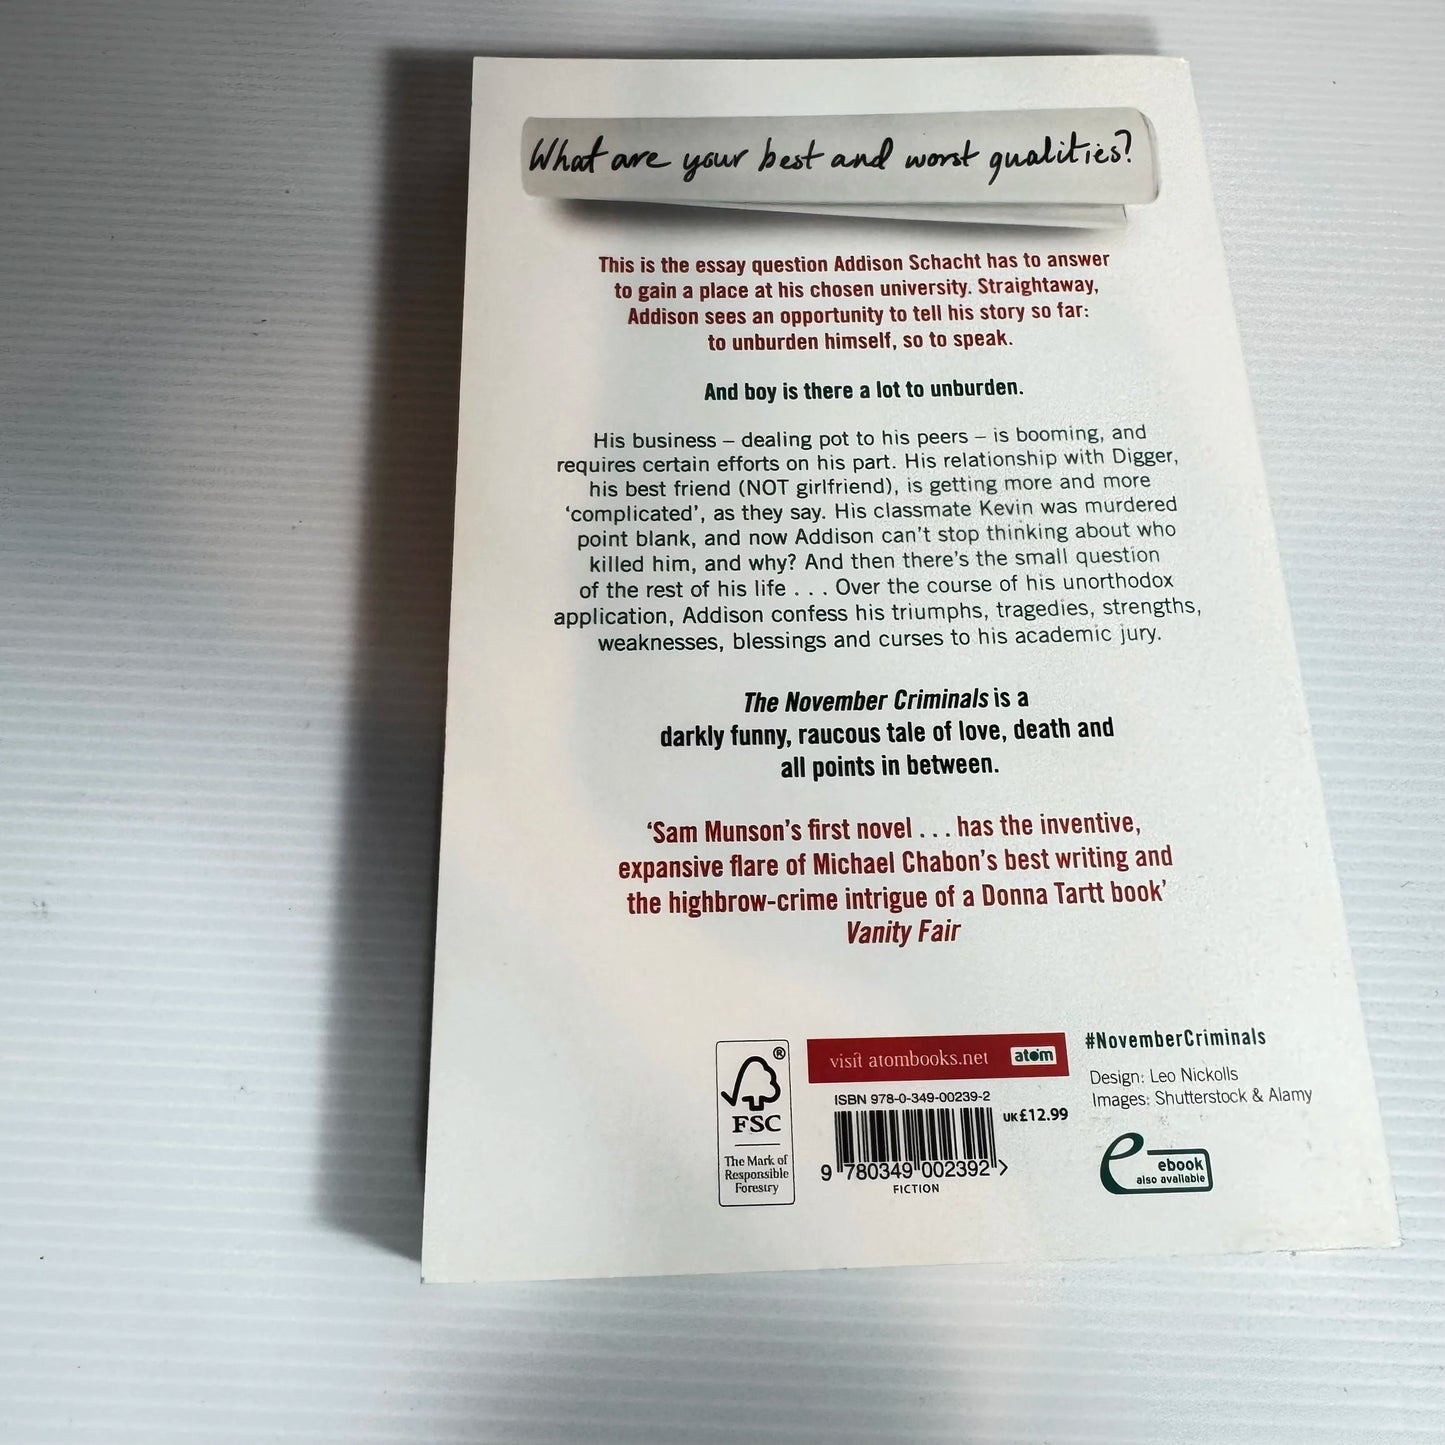 What are your best and worst qualities?
This is the essay question Addison Schacht has to answer
to gain a place at his chosen university. Straightaway,
Addison sees an opportunity to tell his story so far:
to unburden himself, so to speak.
And boy is there a lot to unburden.
His business – dealing pot to his peers – is booming, and
requires certain efforts on his part. His relationship with Digger,
his best friend (NOT girlfriend), is getting more and more
‘complicated’, as they say. His classmate Kevin was murdered
point blank, and now Addison can’t stop thinking about who
killed him, and why? And then there’s the small question
of the rest of his life . . . Over the course of his unorthodox
application, Addison confess his triumphs, tragedies, strengths,
weaknesses, blessings and curses to his academic jury.
The November Criminals is a
darkly funny, raucous tale of love, death and
all points in between.
‘Sam Munson’s first novel . . . has the inventive,
expansive flare of Michael Chabon’s best writing and
the highbrow-crime intrigue of a Donna Tartt book’
Vanity Fair
®
FSC
The Mark of
Responsible
Forestry
visit atombooks.net atom
ISBN 978-0-349-00239-2
UK £12.99
9 780349 002392 >
FICTION
#NovemberCriminals
Design: Leo Nickolls
Images: Shutterstock & Alamy
e
ebook
also available